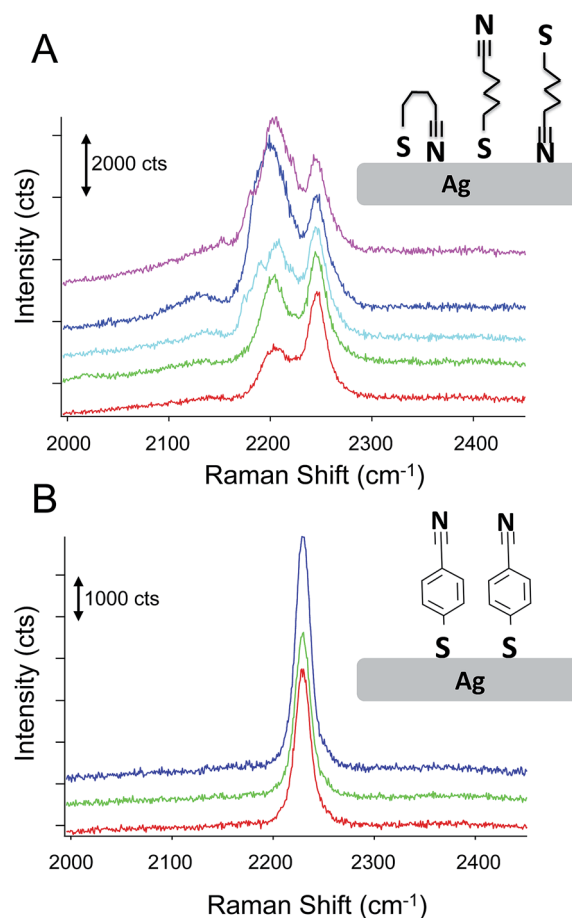 A
N
S
S
N
S
N
Ag
2000 cts
Intensity (cts)
2000 2100 2200 2300 2400
Raman Shift (cm⁻¹)
B
N N
S S
Ag
1000 cts
Intensity (cts)
2000 2100 2200 2300 2400
Raman Shift (cm⁻¹)